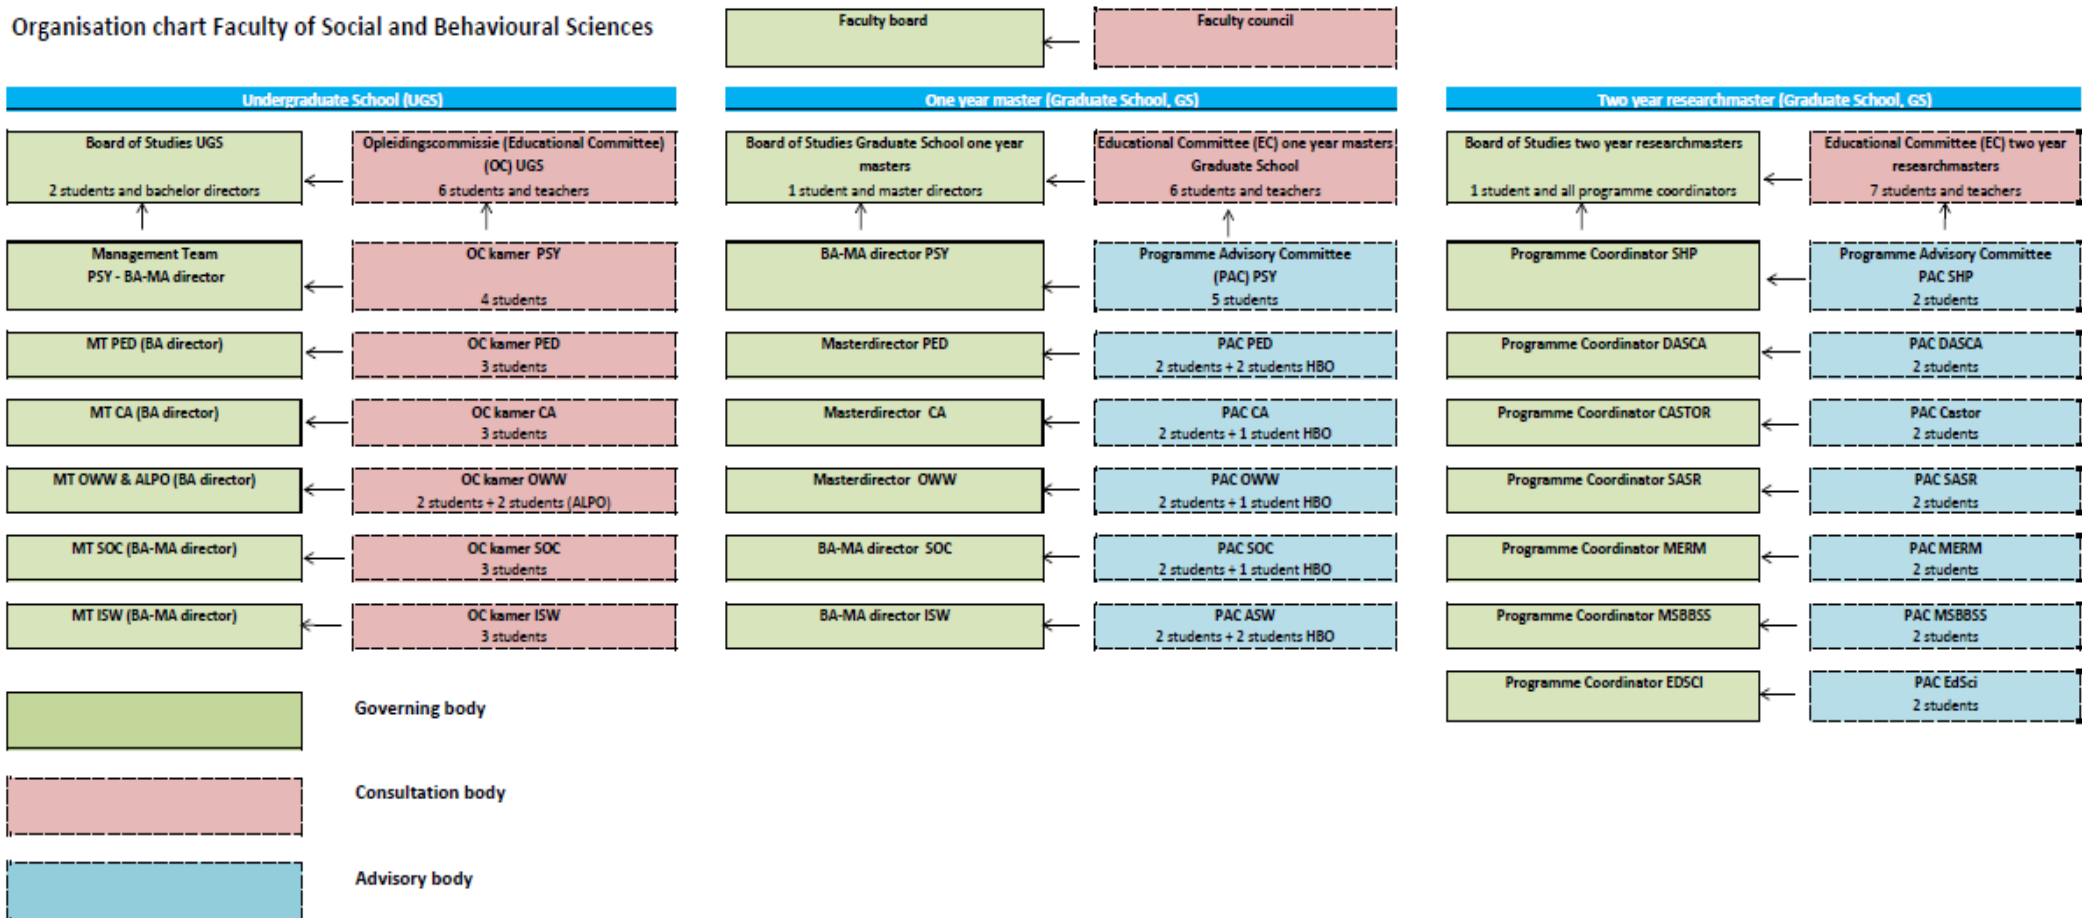 Organisation chart Faculty of Social and Behavioural Sciences
Faculty board
Faculty council
Undergraduate School (UGS)
One year master (Graduate School, GS)
Two year researchmaster (Graduate School, GS)
Board of Studies UGS
2 students and bachelor directors
Opleidingscommissie (Educational Committee)
(OC) UGS
6 students and teachers
Board of Studies Graduate School one year
masters
1 student and master directors
Educational Committee (EC) one year masters
Graduate School
6 students and teachers
Board of Studies two year researchmasters
1 student and all programme coordinators
Educational Committee (EC) two year
researchmasters
7 students and teachers
Management Team
PSY - BA-MA director
OC kamer PSY
4 students
BA-MA director PSY
Programme Advisory Committee
(PAC) PSY
5 students
Programme Coordinator SHP
Programme Advisory Committee
PAC SHP
2 students
MT PED (BA director)
OC kamer PED
3 students
Masterdirector PED
PAC PED
2 students + 2 students HBO
Programme Coordinator DASCA
PAC DASCA
2 students
MT CA (BA director)
OC kamer CA
3 students
Masterdirector CA
PAC CA
2 students + 1 student HBO
Programme Coordinator CASTOR
PAC Castor
2 students
MT OWW & ALPO (BA director)
OC kamer OWW
2 students + 2 students (ALPO)
Masterdirector OWW
PAC OWW
2 students + 1 student HBO
Programme Coordinator SASR
PAC SASR
2 students
MT SOC (BA-MA director)
OC kamer SOC
3 students
BA-MA director SOC
PAC SOC
2 students + 1 student HBO
Programme Coordinator MERM
PAC MERM
2 students
MT ISW (BA-MA director)
OC kamer ISW
3 students
BA-MA director ISW
PAC ASW
2 students + 2 students HBO
Programme Coordinator MSBBSS
PAC MSBBSS
2 students
Programme Coordinator EDSCI
PAC EdSci
2 students
Governing body
Consultation body
Advisory body